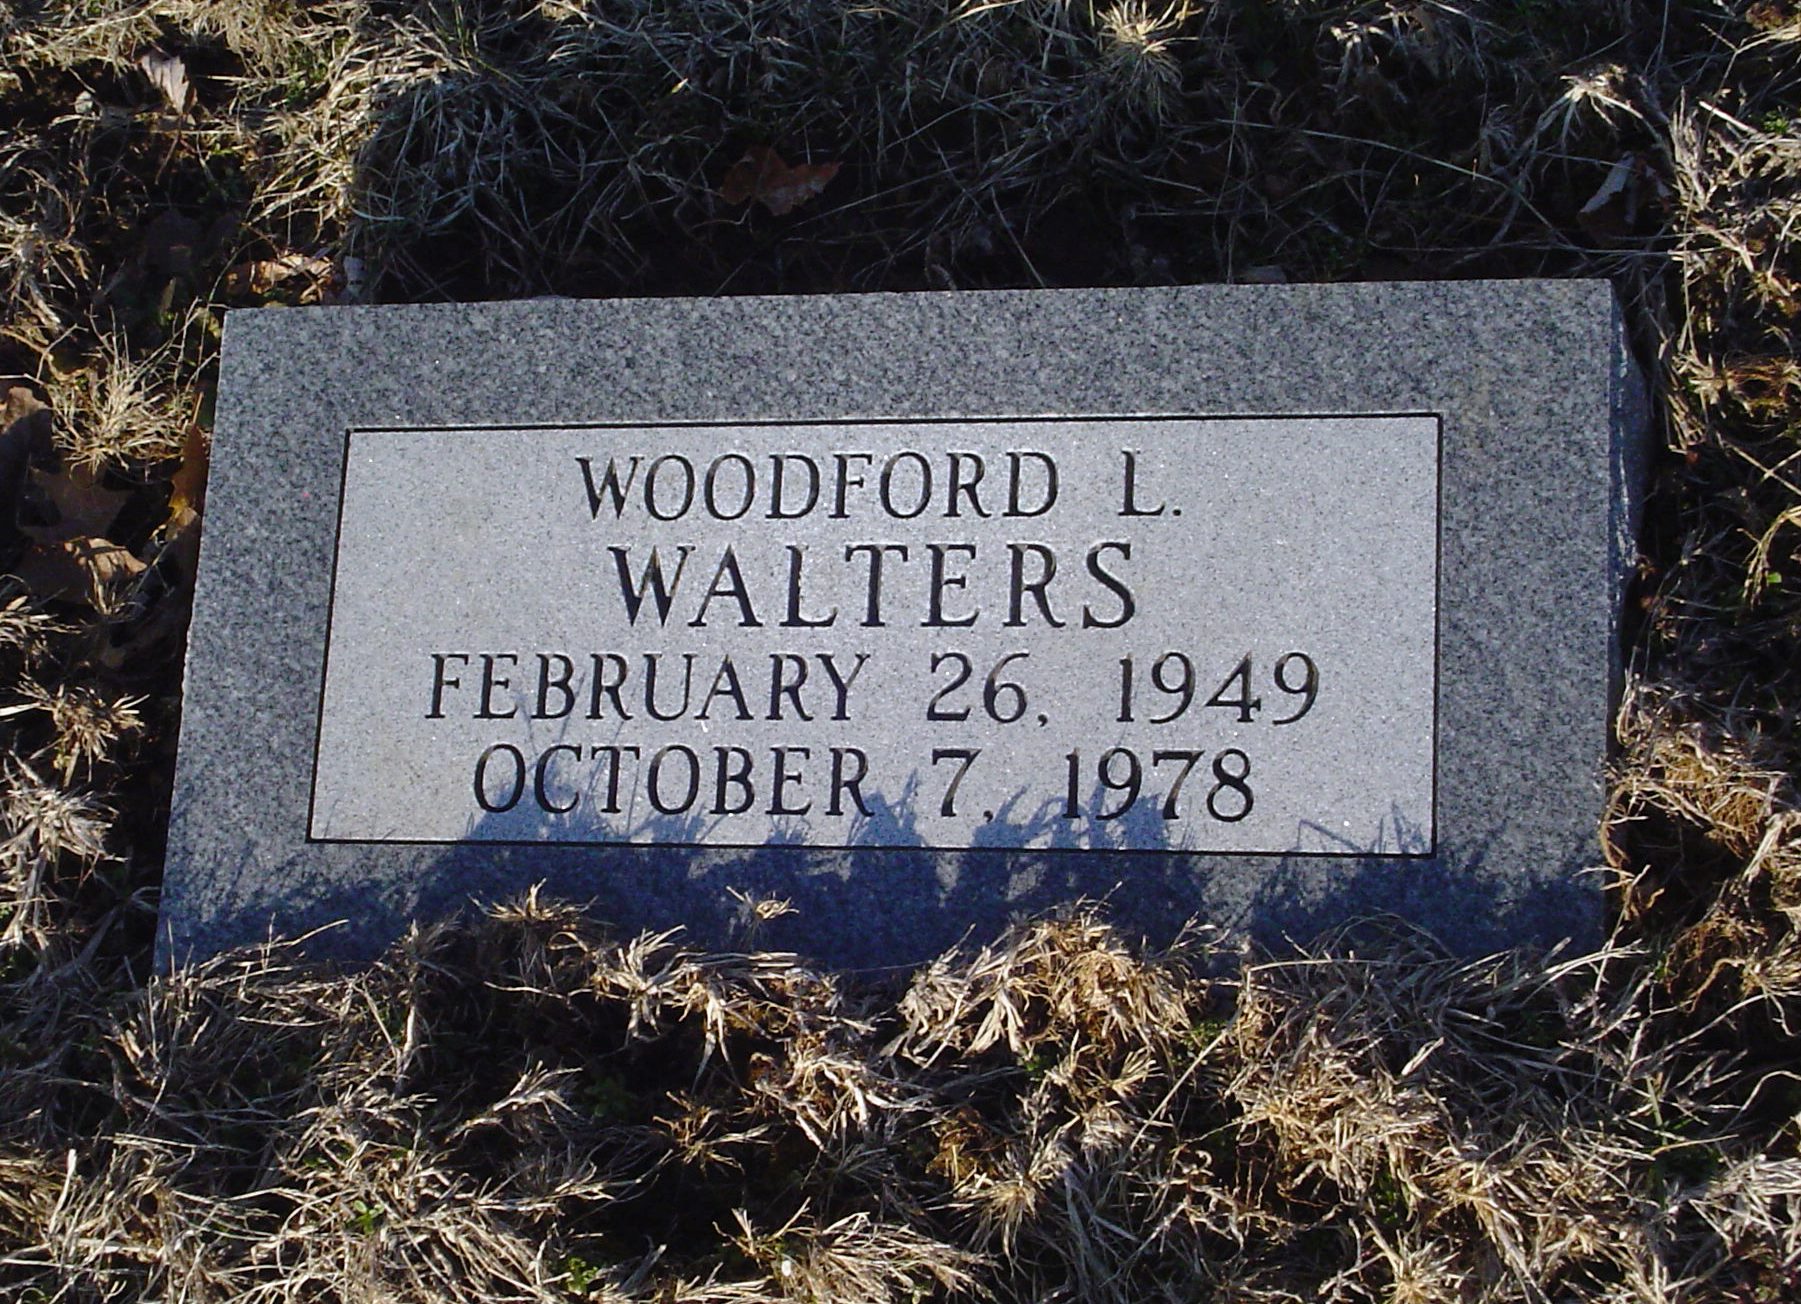 WOODFORD L.
WALTERS
FEBRUARY 26, 1949
OCTOBER 7, 1978